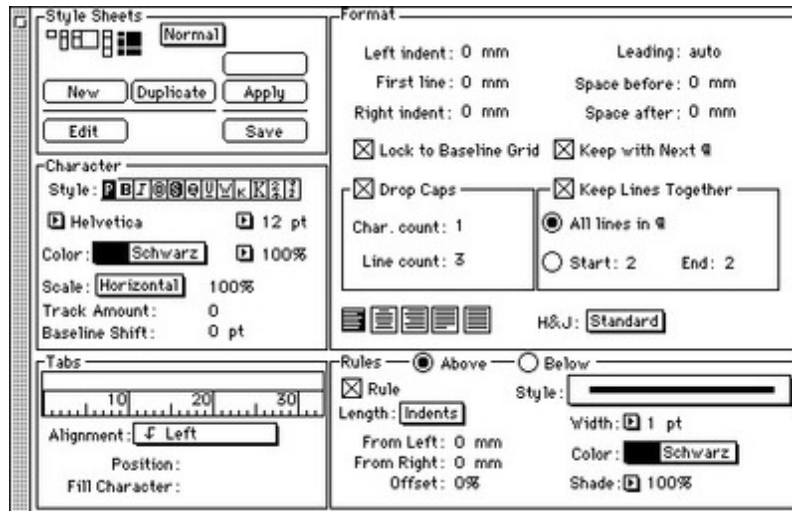 Style Sheets
Normal
New Duplicate Apply
Edit Save
Character
Style: P B I O S U W K K 2 2
Helvetica 12 pt
Color: Schwarz 100%
Scale: Horizontal 100%
Track Amount: 0
Baseline Shift: 0 pt
Tabs
10 20 30
Alignment: Left
Position:
Fill Character:
Format
Left indent: 0 mm Leading: auto
First line: 0 mm Space before: 0 mm
Right indent: 0 mm Space after: 0 mm
Lock to Baseline Grid Keep with Next ¶
Drop Caps Keep Lines Together
Char. count: 1 All lines in ¶
Line count: 3 Start: 2 End: 2
H&J: Standard
Rules Above Below
Rule Style:
Length: Indents Width: 1 pt
From Left: 0 mm Color: Schwarz
From Right: 0 mm Shade: 100%
Offset: 0%